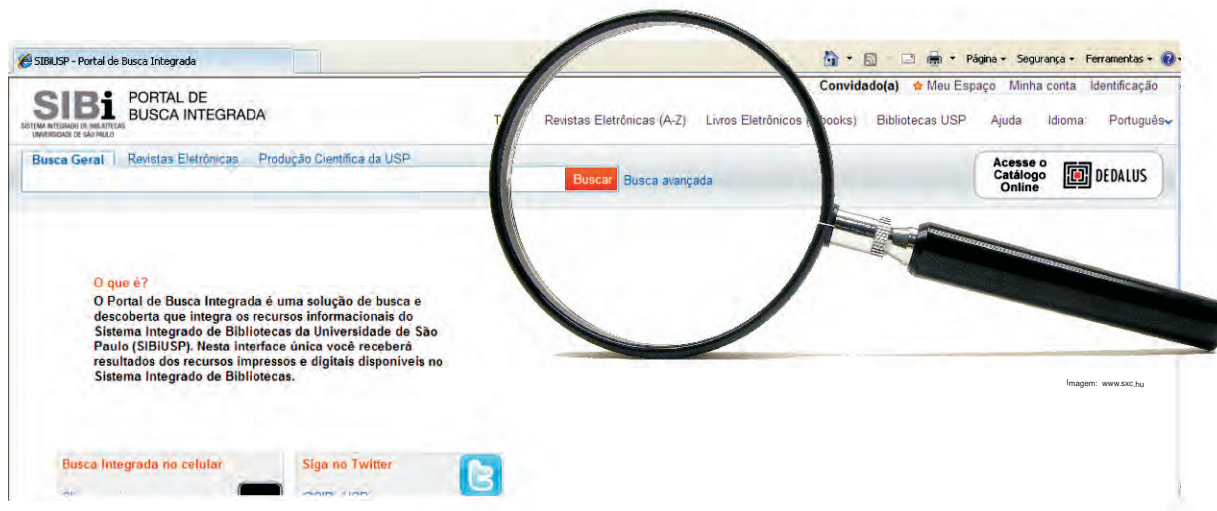 SIBiUSP - Portal de Busca Integrada
Página Segurança Ferramentas
Convidado(a) Meu Espaço Minha conta Identificação
SIBi PORTAL DE
BUSCA INTEGRADA
SISTEMA INTEGRADO DE BIBLIOTECAS
UNIVERSIDADE DE SÃO PAULO
Revistas Eletrônicas (A-Z) Livros Eletrônicos Bibliotecas USP Ajuda Idioma: Português
Busca Geral Revistas Eletrônicas Produção Científica da USP
Buscar Busca avançada
Acesse o
Catálogo
Online
DEDALUS
O que é?
O Portal de Busca Integrada é uma solução de busca e
descoberta que integra os recursos informacionais do
Sistema Integrado de Bibliotecas da Universidade de São
Paulo (SIBiUSP). Nesta interface única você receberá
resultados dos recursos impressos e digitais disponíveis no
Sistema Integrado de Bibliotecas.
Imagem: www.sxc.hu
Busca Integrada no celular
Siga no Twitter